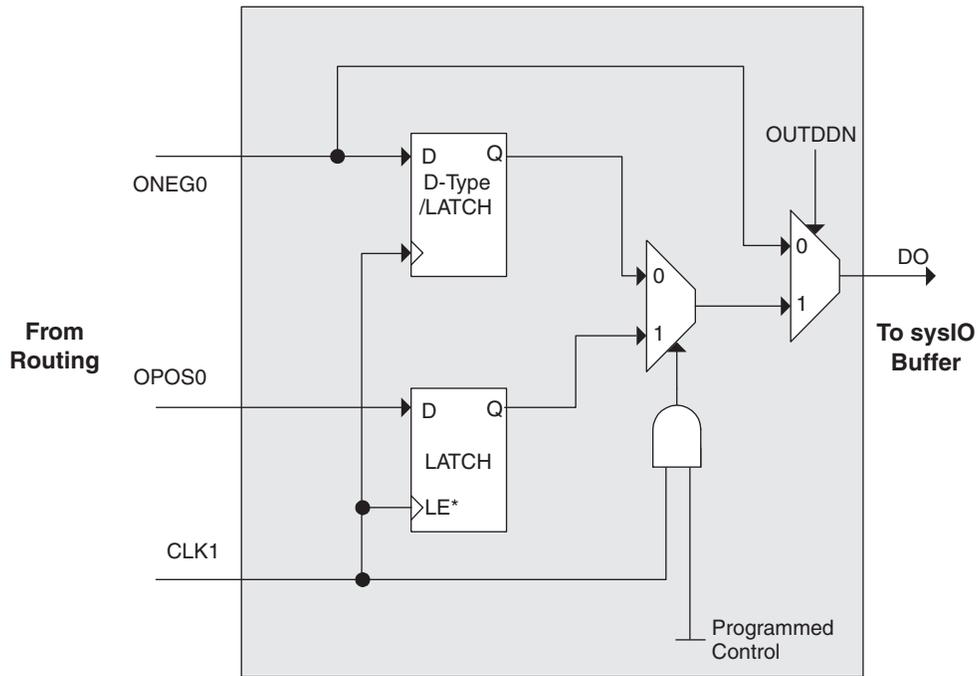 OUTDDN
ONEG0
D
Q
D-Type
/LATCH
0
0
DO
1
1
From
Routing
To sysIO
Buffer
OPOS0
D
Q
LATCH
LE*
CLK1
Programmed
Control